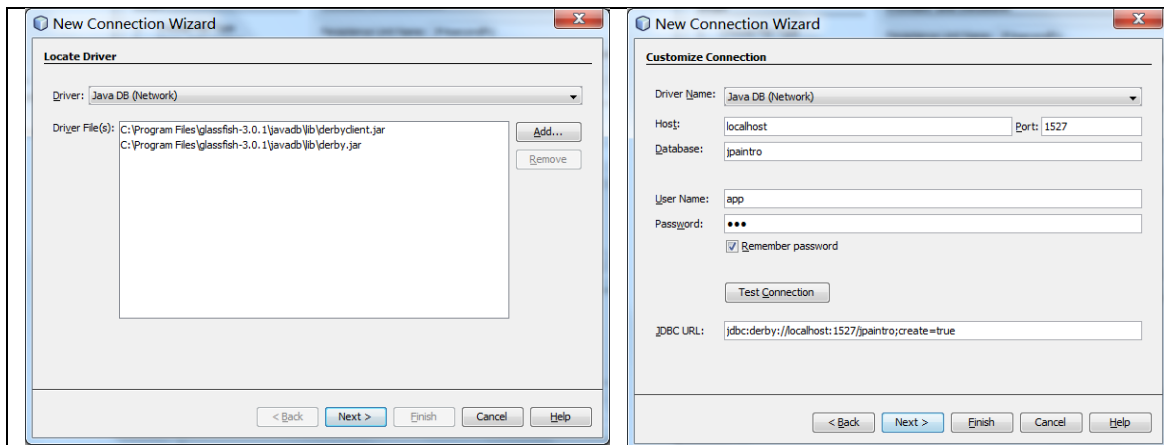 New Connection Wizard
Locate Driver
Driver: Java DB (Network)
Driver File(s): C:\Program Files\glassfish-3.0.1\javadb\lib\derbyclient.jar
C:\Program Files\glassfish-3.0.1\javadb\lib\derby.jar
Add...
Remove
< Back Next > Finish Cancel Help
New Connection Wizard
Customize Connection
Driver Name: Java DB (Network)
Host: localhost Port: 1527
Database: jpaintro
User Name: app
Password: •••
Remember password
Test Connection
JDBC URL: jdbc:derby://localhost:1527/jpaintro;create=true
< Back Next > Finish Cancel Help